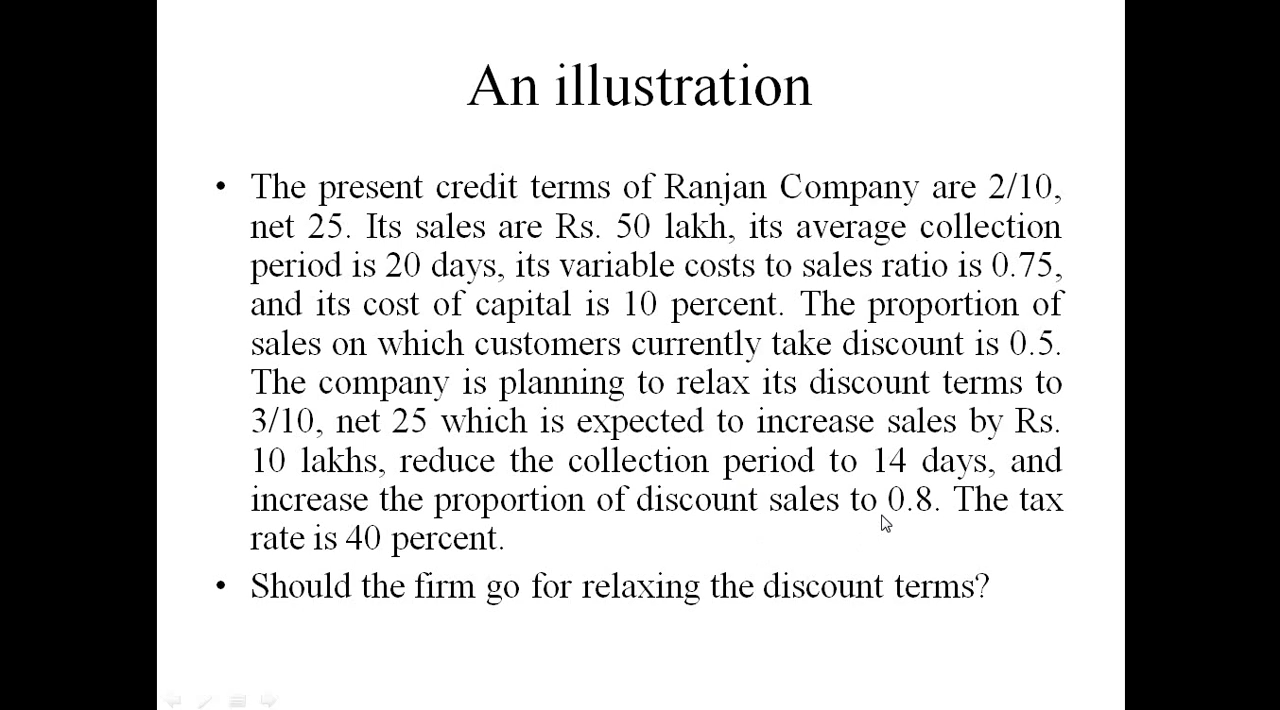 An illustration
• The present credit terms of Ranjan Company are 2/10,
net 25. Its sales are Rs. 50 lakh, its average collection
period is 20 days, its variable costs to sales ratio is 0.75,
and its cost of capital is 10 percent. The proportion of
sales on which customers currently take discount is 0.5.
The company is planning to relax its discount terms to
3/10, net 25 which is expected to increase sales by Rs.
10 lakhs, reduce the collection period to 14 days, and
increase the proportion of discount sales to 0.8. The tax
rate is 40 percent.
• Should the firm go for relaxing the discount terms?